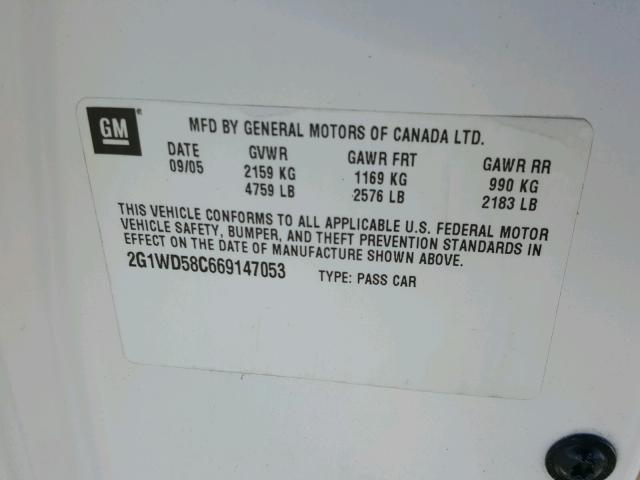 GM®
MFD BY GENERAL MOTORS OF CANADA LTD.
DATE GVWR GAWR FRT GAWR RR
09/05 2159 KG 1169 KG 990 KG
4759 LB 2576 LB 2183 LB
THIS VEHICLE CONFORMS TO ALL APPLICABLE U.S. FEDERAL MOTOR
VEHICLE SAFETY, BUMPER, AND THEFT PREVENTION STANDARDS IN
EFFECT ON THE DATE OF MANUFACTURE SHOWN ABOVE.
2G1WD58C669147053 TYPE: PASS CAR